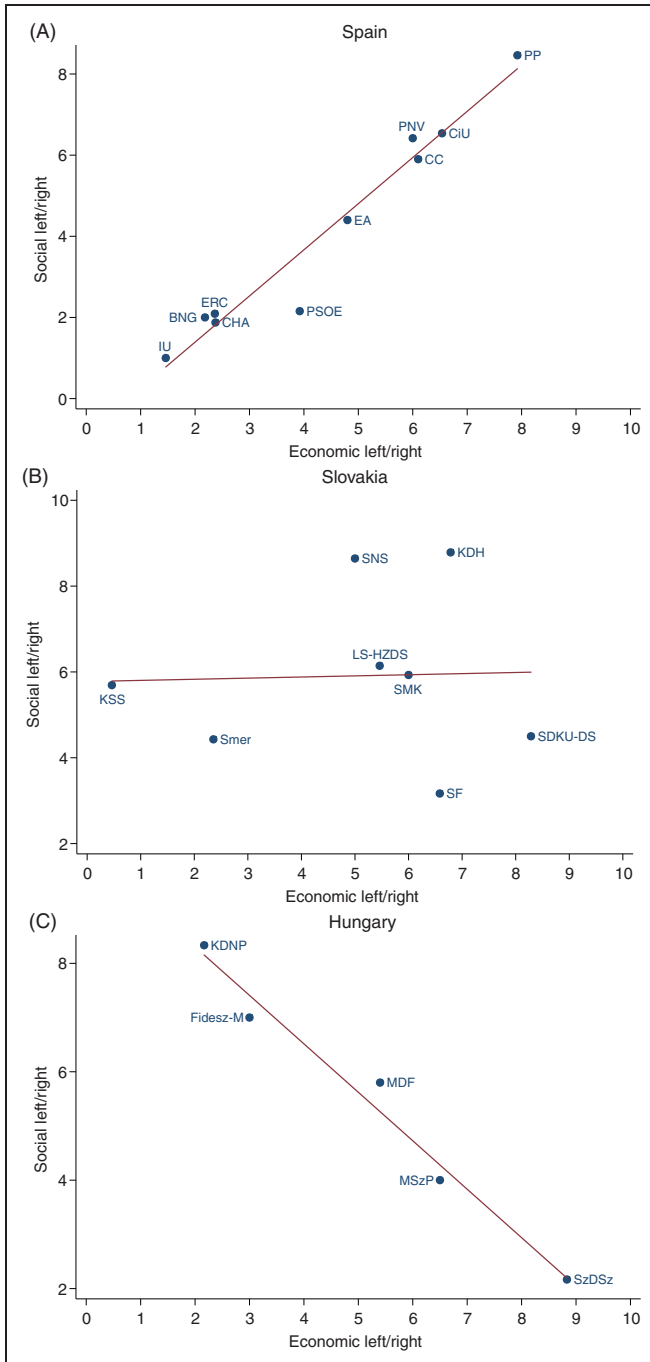 (A) Spain
8
6
4
2
0
Social left/right
PP
PNV
CiU
CC
EA
ERC
BNG
CHA
PSOE
IU
0 1 2 3 4 5 6 7 8 9 10
Economic left/right
(B) Slovakia
10
8
6
4
2
Social left/right
SNS
KDH
LS-HZDS
SMK
KSS
Smer
SDKU-DS
SF
0 1 2 3 4 5 6 7 8 9 10
Economic left/right
(C) Hungary
8
6
4
2
Social left/right
KDNP
Fidesz-M
MDF
MSzP
SzDSz
0 1 2 3 4 5 6 7 8 9 10
Economic left/right